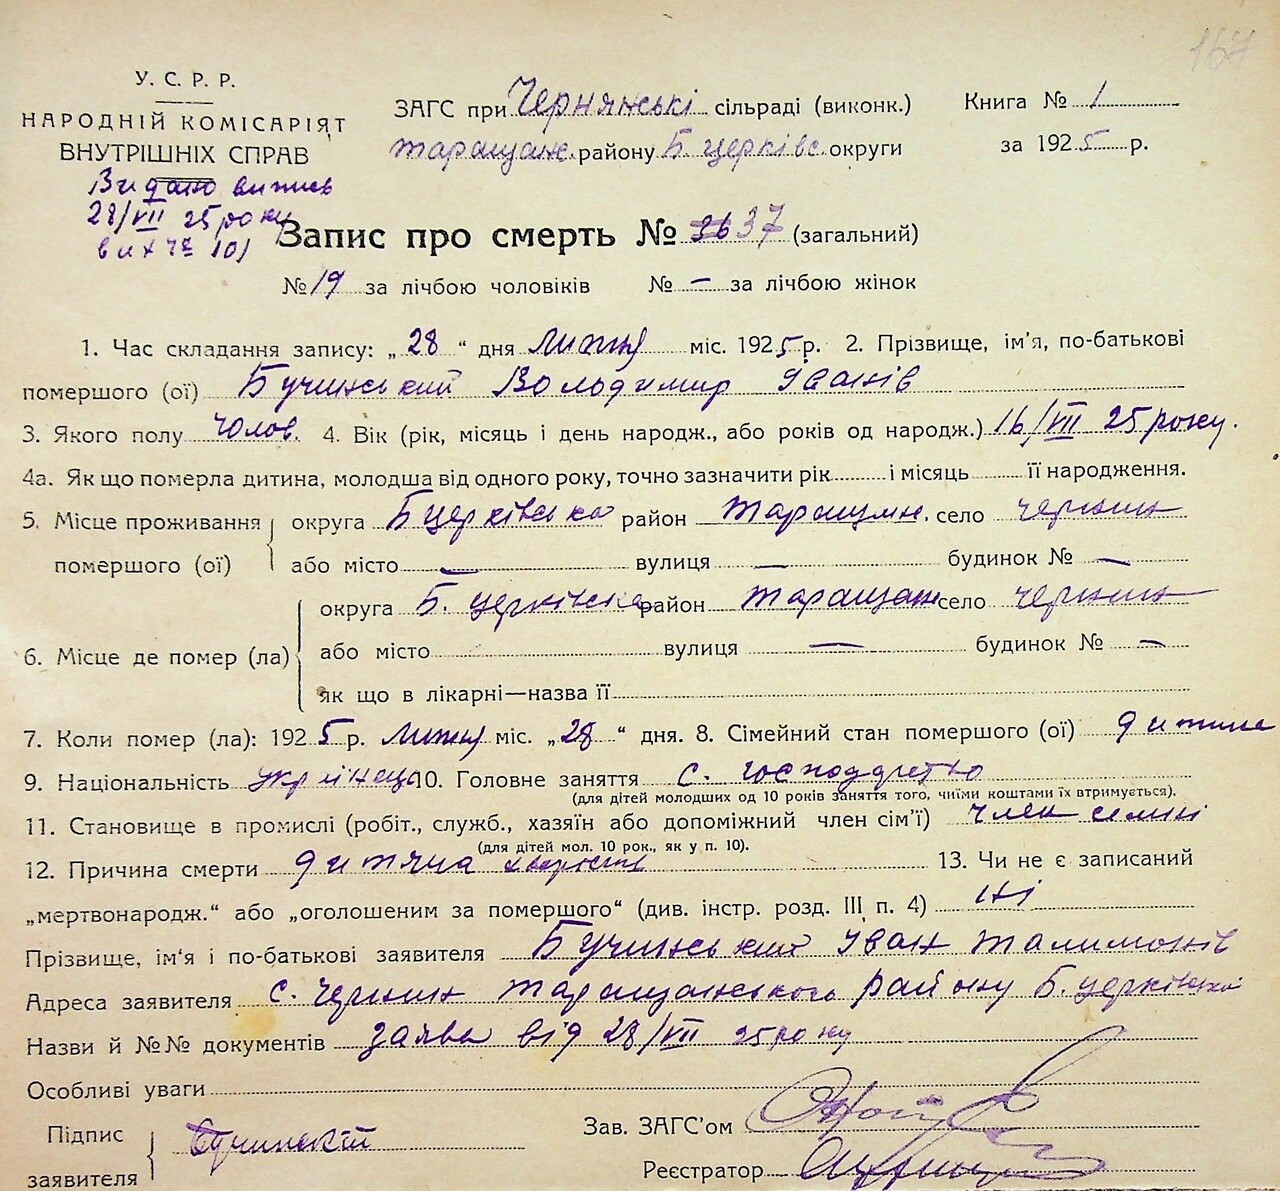 167
У. С. Р. Р.
НАРОДНІЙ КОМІСАРІЯТ
ВНУТРІШНІХ СПРАВ
Видано випись
28/VII 25 року
вих № 101
ЗАГС при Чернянські сільраді (виконк.) Книга № 1
таращан. району Б церківс. округи за 1925 р.
Запис про смерть № 36 37 (загальний)
№ 19 за лічбою чоловіків № — за лічбою жінок
1. Час складання запису: „28“ дня липня міс. 1925 р. 2. Прізвище, ім'я, по-батькові
помершого (ої) Бучинський Володимир Іванів
3. Якого полу чолов. 4. Вік (рік, місяць і день народж., або років од народж.) 16/VII 25 року.
4а. Як що померла дитина, молодша від одного року, точно зазначити рік і місяць її народження.
5. Місце проживання помершого (ої) округа Б церківська район Таращан. село Чернин
або місто — вулиця — будинок № —
6. Місце де помер (ла) округа Б. церківська район Таращан село Чернин
або місто вулиця — будинок № —
як що в лікарні—назва її
7. Коли помер (ла): 1925 р. липня міс. „28“ дня. 8. Сімейний стан помершого (ої) дитина
9. Національність українец 10. Головне заняття с. господарство
(для дітей молодших од 10 років заняття того, чиїми коштами їх втримується).
11. Становище в промислі (робіт., служб., хазяїн або допоміжний член сім'ї) член семні
(для дітей мол. 10 рок., як у п. 10).
12. Причина смерти дитяча 13. Чи не є записаний
„мертвонародж.“ або „оголошеним за помершого“ (див. інстр. розд. III, п. 4) ні
Прізвище, ім'я і по-батькові заявителя Бучинський Іван Талимонів
Адреса заявителя с. Чернин таращанського району Б. церківської
Назви й №№ документів заява від 28/VII 25 року
Особливі уваги
Підпис заявителя Бучинскій
Зав. ЗАГС'ом
Реєстратор